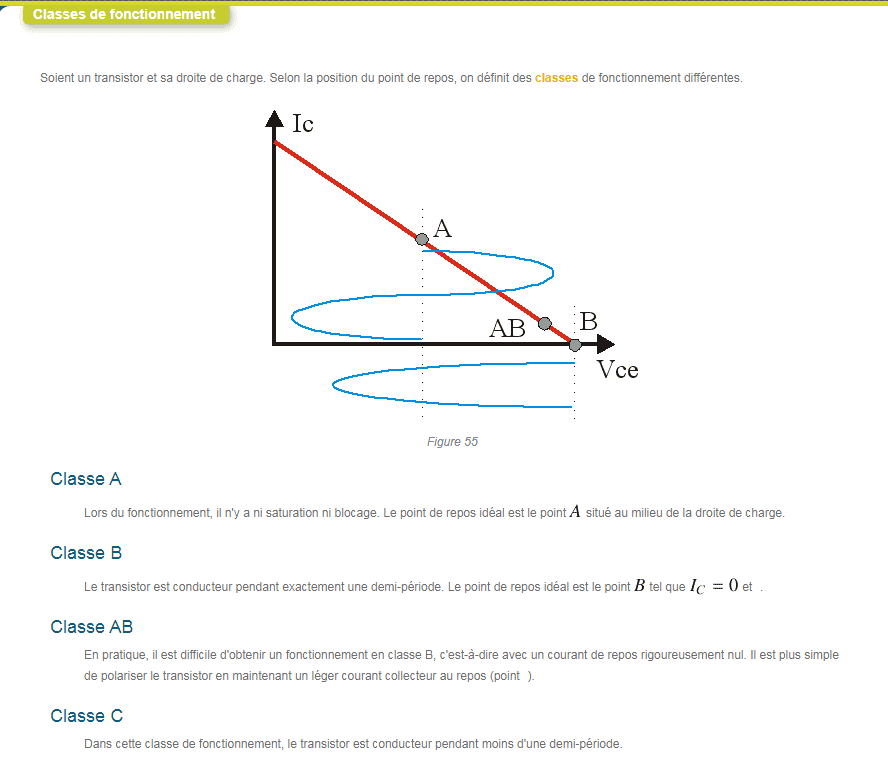 Classes de fonctionnement
Soient un transistor et sa droite de charge. Selon la position du point de repos, on définit des classes de fonctionnement différentes.
Ic
A
AB
B
Vce
Figure 55
Classe A
Lors du fonctionnement, il n'y a ni saturation ni blocage. Le point de repos idéal est le point A situé au milieu de la droite de charge.
Classe B
Le transistor est conducteur pendant exactement une demi-période. Le point de repos idéal est le point B tel que I_C = 0 et .
Classe AB
En pratique, il est difficile d'obtenir un fonctionnement en classe B, c'est-à-dire avec un courant de repos rigoureusement nul. Il est plus simple
de polariser le transistor en maintenant un léger courant collecteur au repos (point ).
Classe C
Dans cette classe de fonctionnement, le transistor est conducteur pendant moins d'une demi-période.